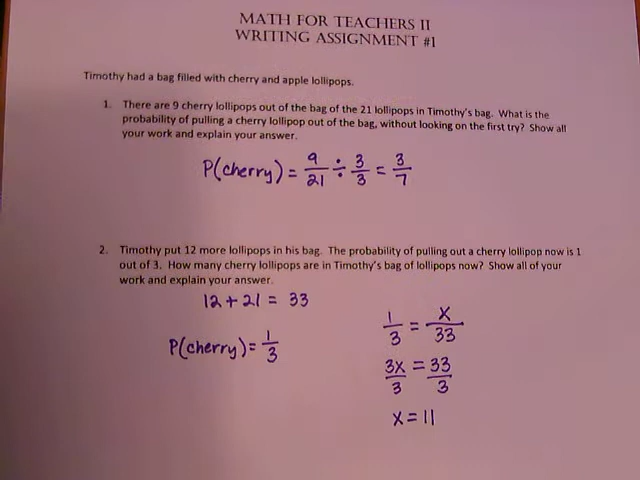 MATH FOR TEACHERS II
WRITING ASSIGNMENT #1
Timothy had a bag filled with cherry and apple lollipops.
1. There are 9 cherry lollipops out of the bag of the 21 lollipops in Timothy's bag. What is the
probability of pulling a cherry lollipop out of the bag, without looking on the first try? Show all
your work and explain your answer.
P(cherry) = 9/21 ÷ 3/3 = 3/7
2. Timothy put 12 more lollipops in his bag. The probability of pulling out a cherry lollipop now is 1
out of 3. How many cherry lollipops are in Timothy's bag of lollipops now? Show all of your
work and explain your answer.
12 + 21 = 33
P(cherry) = 1/3
1/3 = x/33
3x/3 = 33/3
x = 11